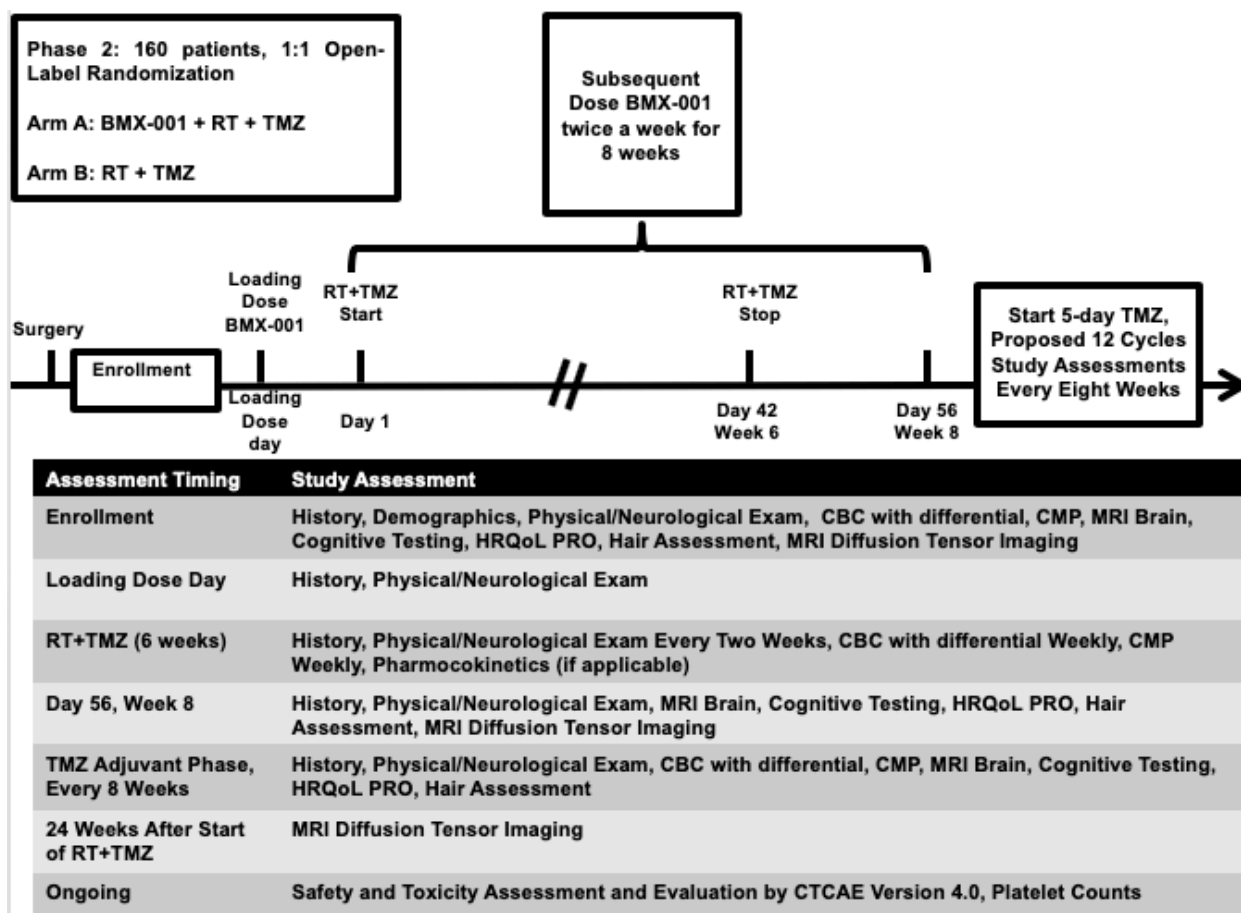 Phase 2: 160 patients, 1:1 Open-
Label Randomization
Arm A: BMX-001 + RT + TMZ
Arm B: RT + TMZ
Subsequent
Dose BMX-001
twice a week for
8 weeks
Surgery
Enrollment
Loading
Dose
BMX-001
RT+TMZ
Start
RT+TMZ
Stop
Start 5-day TMZ,
Proposed 12 Cycles
Study Assessments
Every Eight Weeks
Loading
Dose
day
Day 1
Day 42
Week 6
Day 56
Week 8
Assessment Timing Study Assessment
Enrollment History, Demographics, Physical/Neurological Exam, CBC with differential, CMP, MRI Brain,
Cognitive Testing, HRQoL PRO, Hair Assessment, MRI Diffusion Tensor Imaging
Loading Dose Day History, Physical/Neurological Exam
RT+TMZ (6 weeks) History, Physical/Neurological Exam Every Two Weeks, CBC with differential Weekly, CMP
Weekly, Pharmocokinetics (if applicable)
Day 56, Week 8 History, Physical/Neurological Exam, MRI Brain, Cognitive Testing, HRQoL PRO, Hair
Assessment, MRI Diffusion Tensor Imaging
TMZ Adjuvant Phase, History, Physical/Neurological Exam, CBC with differential, CMP, MRI Brain, Cognitive Testing,
Every 8 Weeks HRQoL PRO, Hair Assessment
24 Weeks After Start MRI Diffusion Tensor Imaging
of RT+TMZ
Ongoing Safety and Toxicity Assessment and Evaluation by CTCAE Version 4.0, Platelet Counts